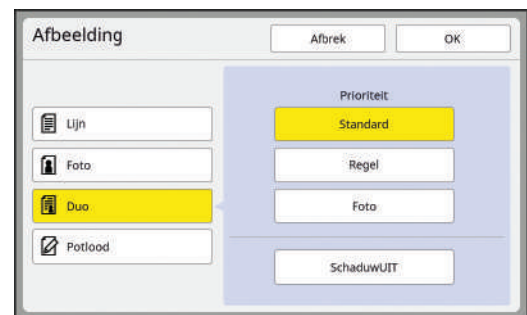 Afbeelding
Afbrek
OK
Lijn
Foto
Duo
Potlood
Prioriteit
Standard
Regel
Foto
SchaduwUIT